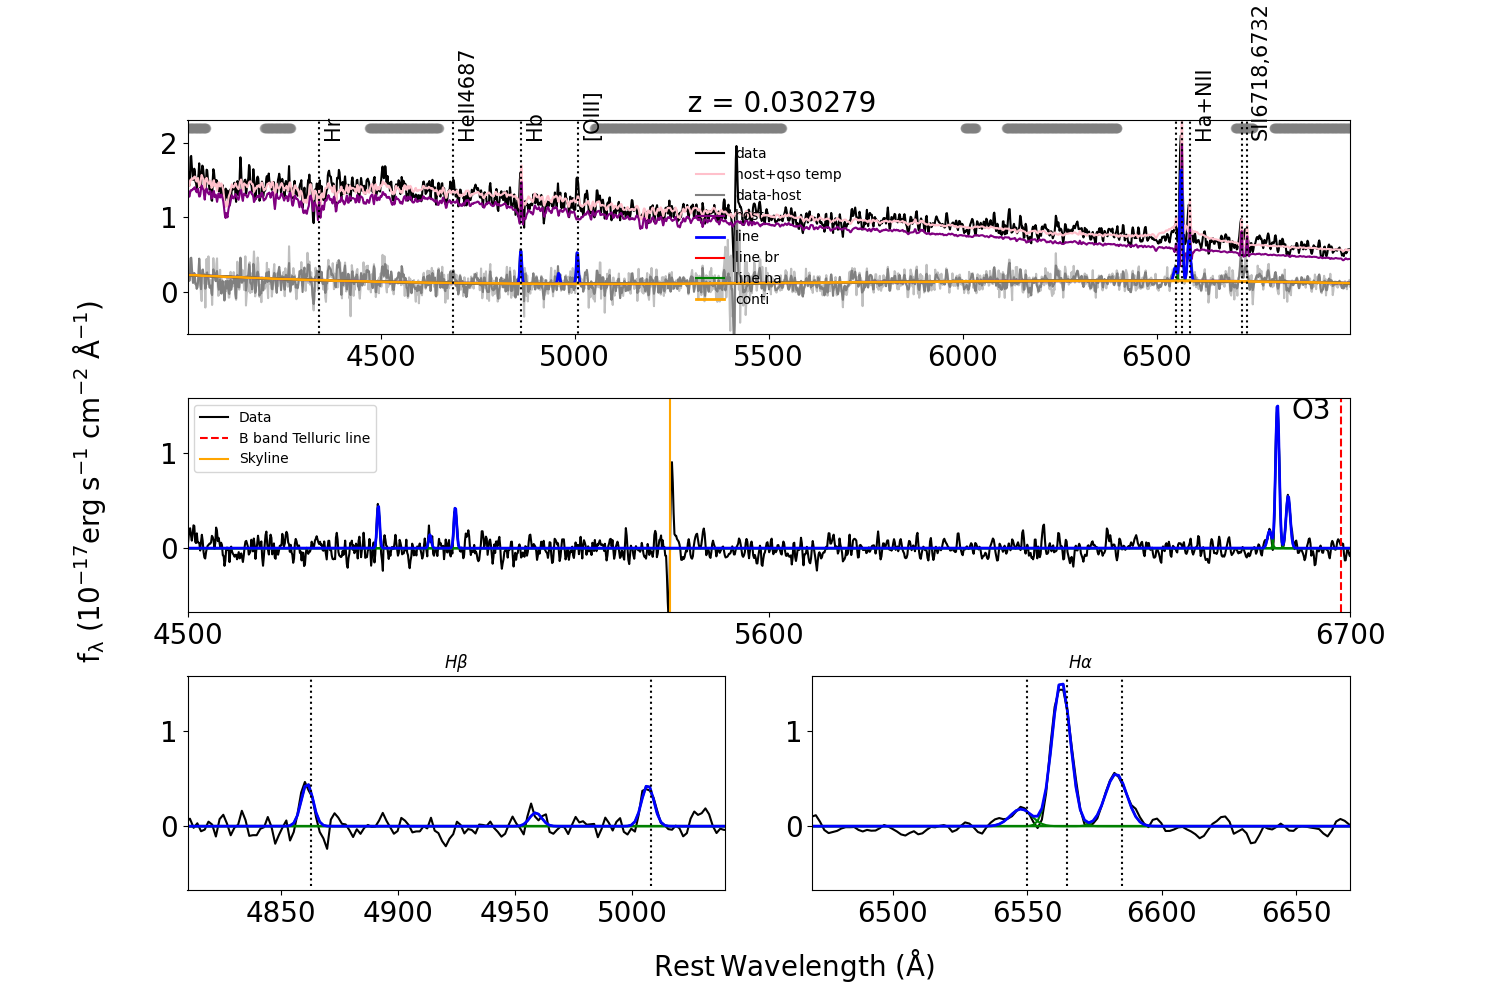 z = 0.030279
Hr
HeII4687
Hb
[OIII]
Ha+NII
SII6718,6732
data
host+qso temp
data-host
host
line
line br
line na
conti
2
1
0
4500
5000
5500
6000
6500
f_λ (10⁻¹⁷erg s⁻¹ cm⁻² Å⁻¹)
Data
B band Telluric line
Skyline
O3
1
0
4500
5600
6700
Hβ
1
0
4850
4900
4950
5000
Hα
1
0
6500
6550
6600
6650
Rest Wavelength (Å)